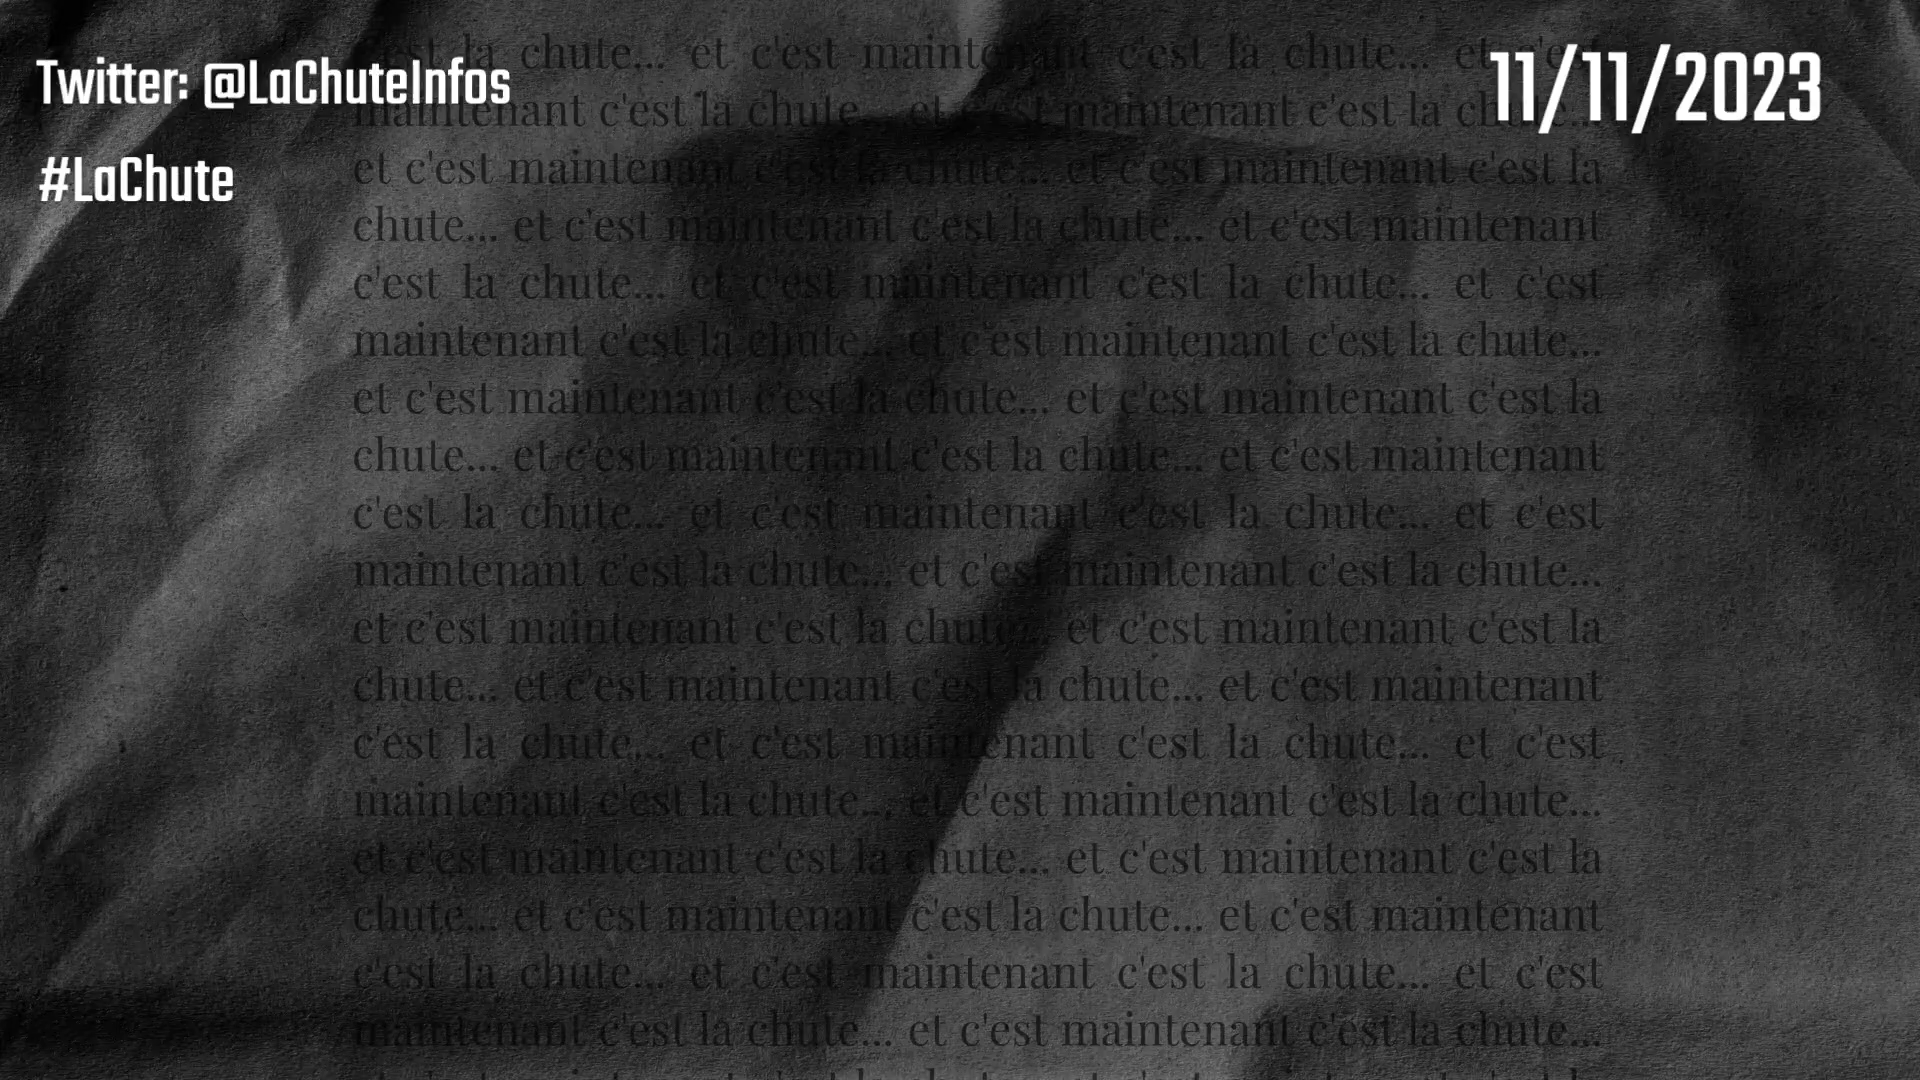 Twitter: @LaChuteInfos
11/11/2023
#LaChute
c'est la chute... et c'est maintenant c'est la chute... et c'est
maintenant c'est la chute... et c'est maintenant c'est la chute...
et c'est maintenant c'est la chute... et c'est maintenant c'est la
chute... et c'est maintenant c'est la chute... et c'est maintenant
c'est la chute... et c'est maintenant c'est la chute... et c'est
maintenant c'est la chute... et c'est maintenant c'est la chute...
et c'est maintenant c'est la chute... et c'est maintenant c'est la
chute... et c'est maintenant c'est la chute... et c'est maintenant
c'est la chute... et c'est maintenant c'est la chute... et c'est
maintenant c'est la chute... et c'est maintenant c'est la chute...
et c'est maintenant c'est la chute... et c'est maintenant c'est la
chute... et c'est maintenant c'est la chute... et c'est maintenant
c'est la chute... et c'est maintenant c'est la chute... et c'est
maintenant c'est la chute... et c'est maintenant c'est la chute...
et c'est maintenant c'est la chute... et c'est maintenant c'est la
chute... et c'est maintenant c'est la chute... et c'est maintenant
c'est la chute... et c'est maintenant c'est la chute... et c'est
maintenant c'est la chute... et c'est maintenant c'est la chute...